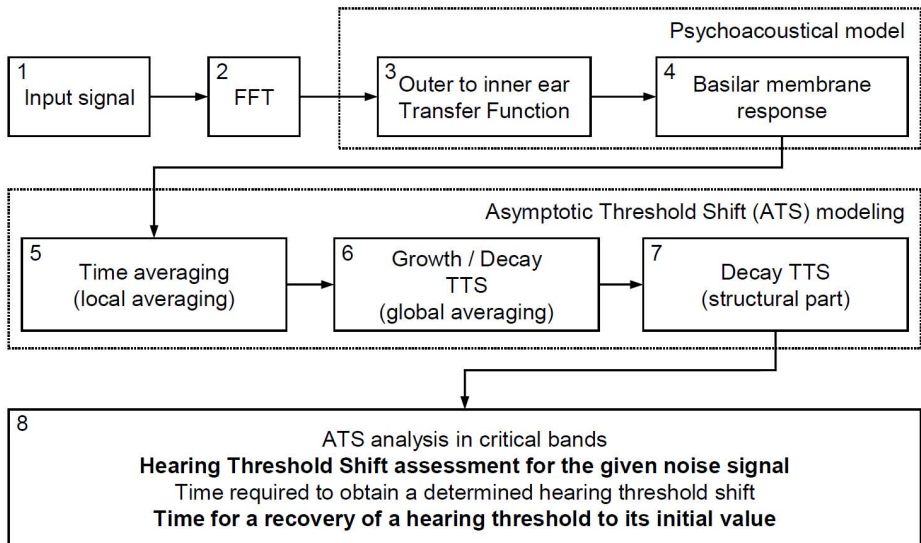 Psychoacoustical model
1
Input signal
2
FFT
3
Outer to inner ear
Transfer Function
4
Basilar membrane
response
Asymptotic Threshold Shift (ATS) modeling
5
Time averaging
(local averaging)
6
Growth / Decay
TTS
(global averaging)
7
Decay TTS
(structural part)
8
ATS analysis in critical bands
Hearing Threshold Shift assessment for the given noise signal
Time required to obtain a determined hearing threshold shift
Time for a recovery of a hearing threshold to its initial value